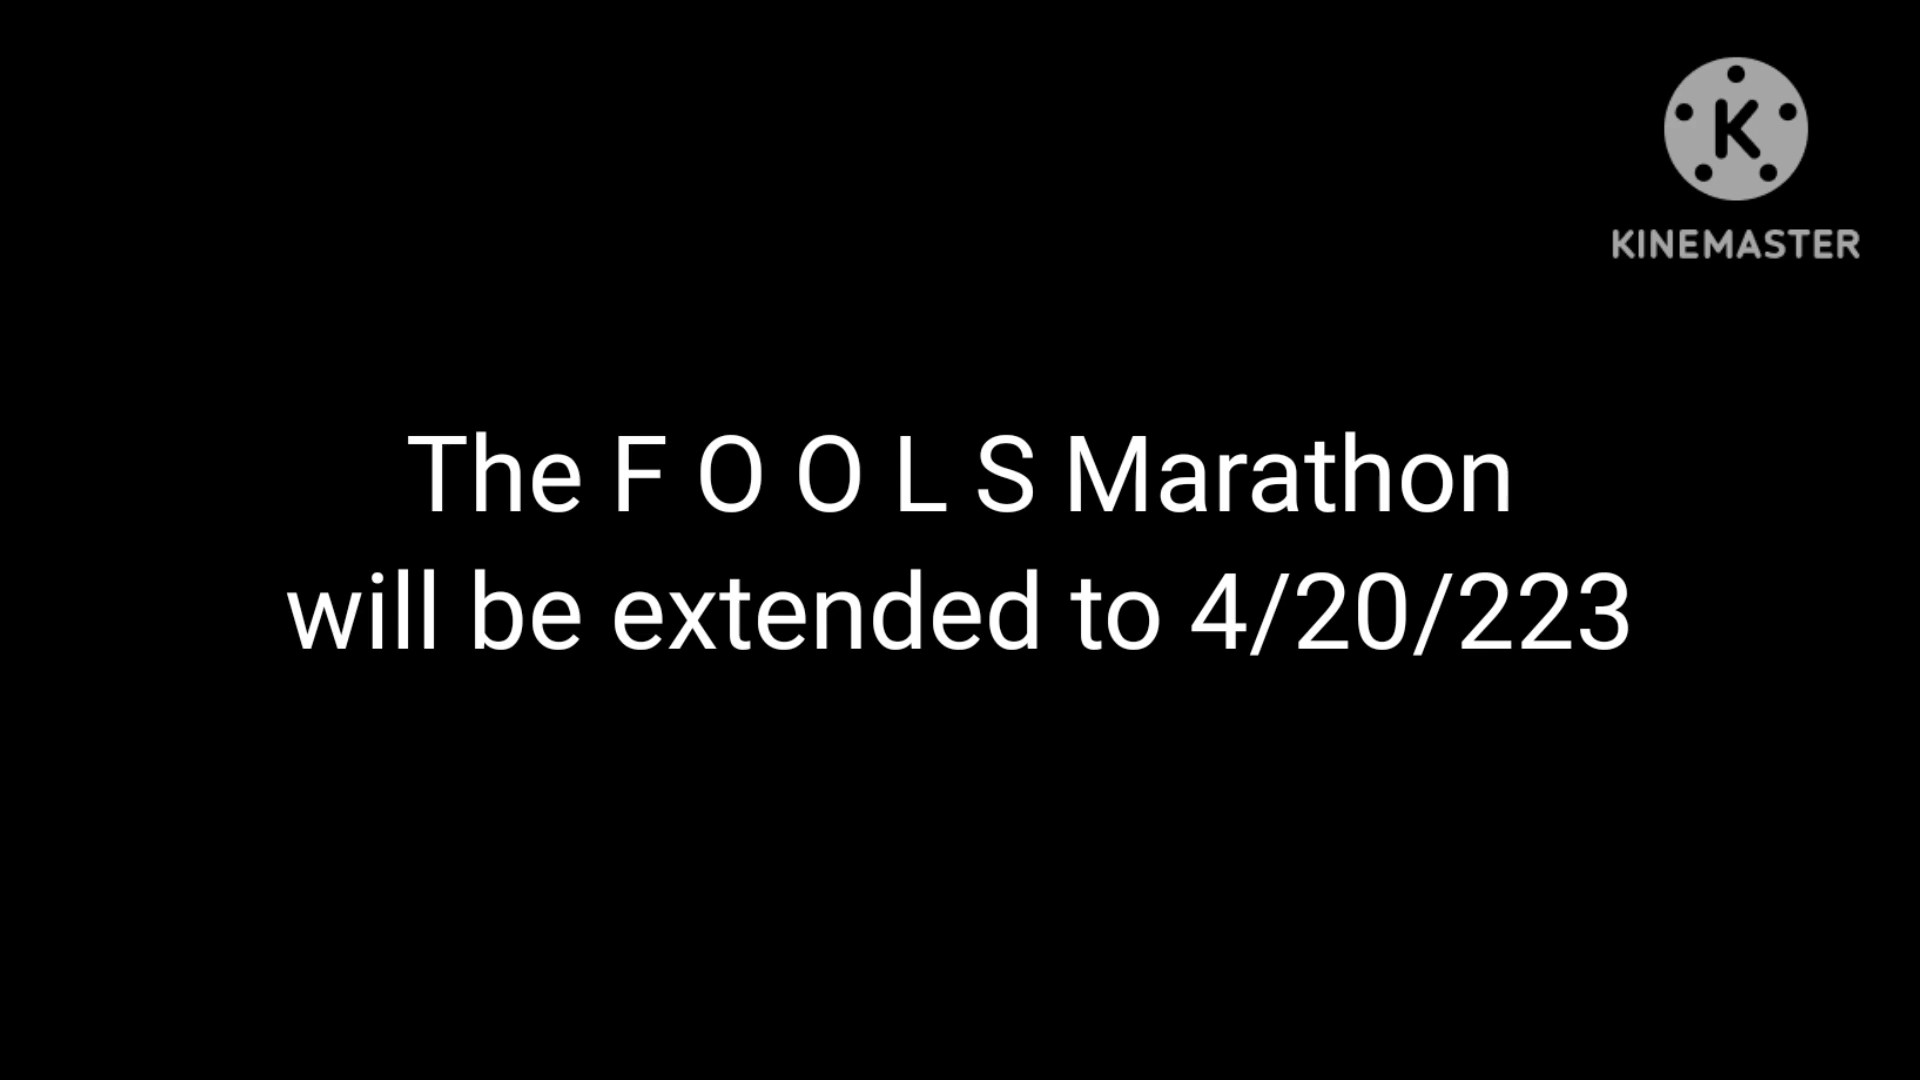 K
KINEMASTER
The F O O L S Marathon
will be extended to 4/20/223